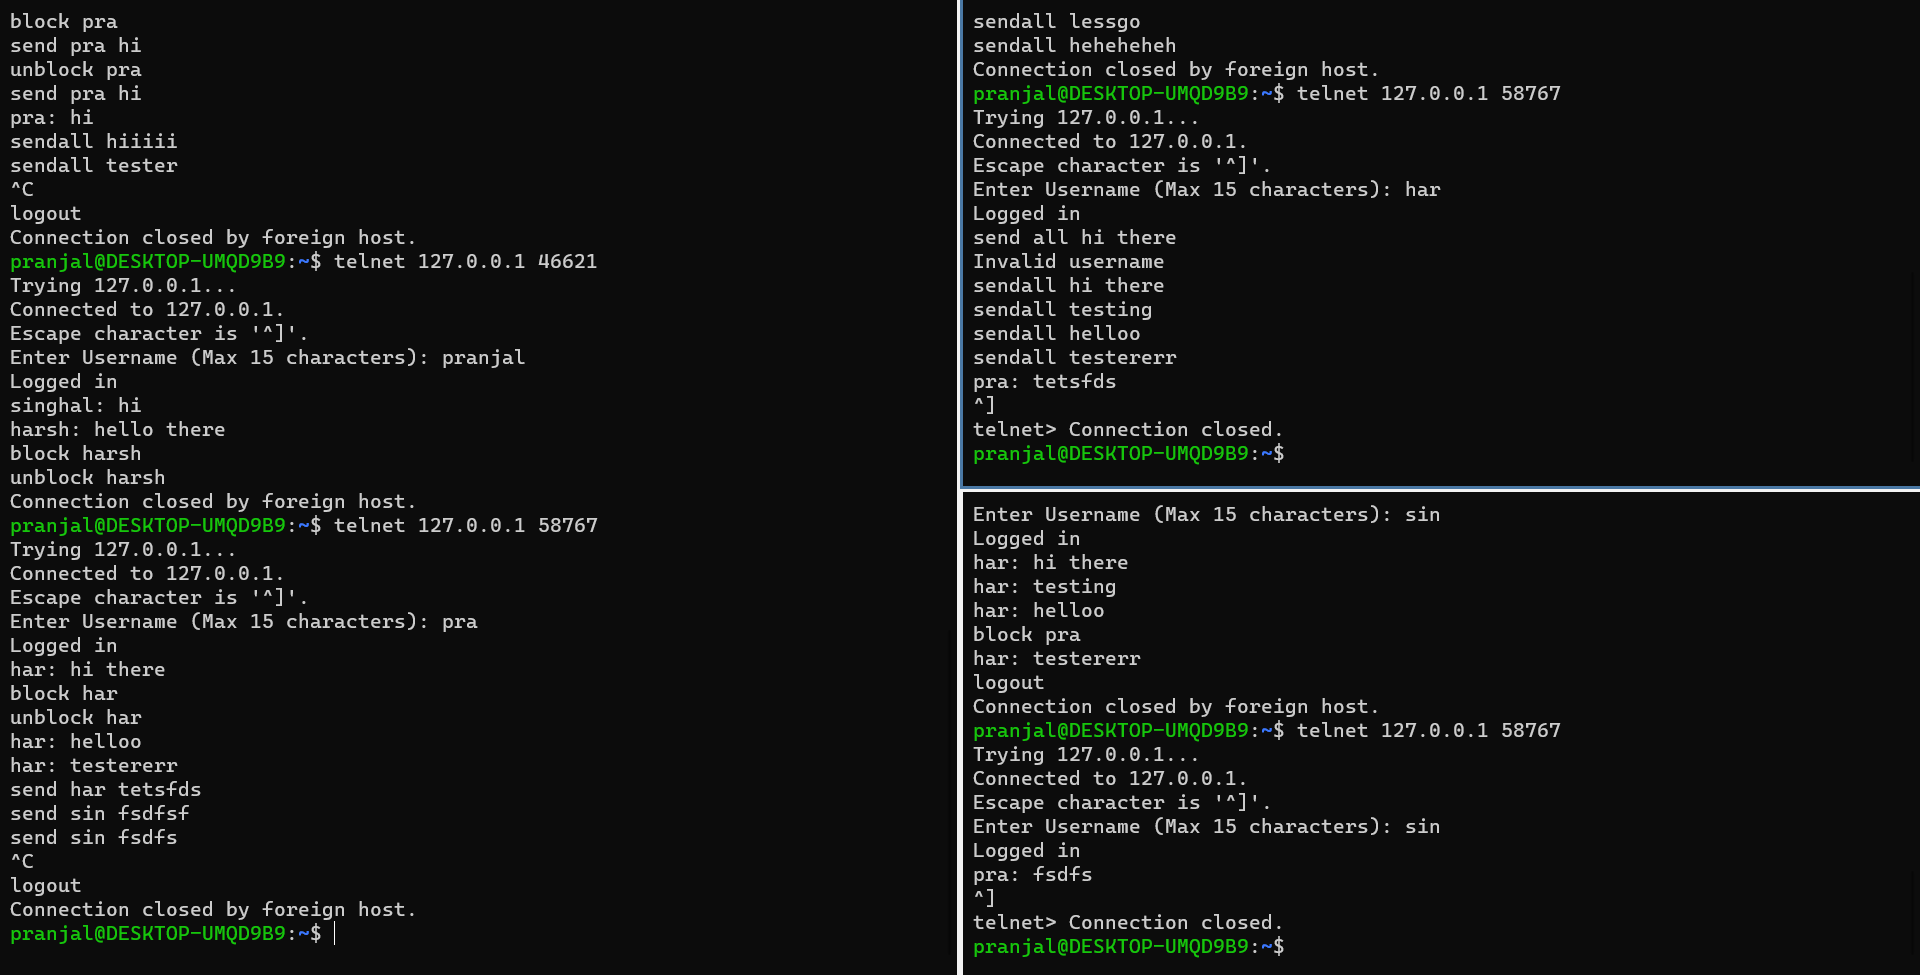 block pra
send pra hi
unblock pra
send pra hi
pra: hi
sendall hiiiii
sendall tester
^C
logout
Connection closed by foreign host.
pranjal@DESKTOP-UMQD9B9:~$ telnet 127.0.0.1 46621
Trying 127.0.0.1...
Connected to 127.0.0.1.
Escape character is '^]'.
Enter Username (Max 15 characters): pranjal
Logged in
singhal: hi
harsh: hello there
block harsh
unblock harsh
Connection closed by foreign host.
pranjal@DESKTOP-UMQD9B9:~$ telnet 127.0.0.1 58767
Trying 127.0.0.1...
Connected to 127.0.0.1.
Escape character is '^]'.
Enter Username (Max 15 characters): pra
Logged in
har: hi there
block har
unblock har
har: helloo
har: testererr
send har tetsfds
send sin fsdfsf
send sin fsdfs
^C
logout
Connection closed by foreign host.
pranjal@DESKTOP-UMQD9B9:~$
sendall lessgo
sendall heheheheh
Connection closed by foreign host.
pranjal@DESKTOP-UMQD9B9:~$ telnet 127.0.0.1 58767
Trying 127.0.0.1...
Connected to 127.0.0.1.
Escape character is '^]'.
Enter Username (Max 15 characters): har
Logged in
send all hi there
Invalid username
sendall hi there
sendall testing
sendall helloo
sendall testererr
pra: tetsfds
^]
telnet> Connection closed.
pranjal@DESKTOP-UMQD9B9:~$
Enter Username (Max 15 characters): sin
Logged in
har: hi there
har: testing
har: helloo
block pra
har: testererr
logout
Connection closed by foreign host.
pranjal@DESKTOP-UMQD9B9:~$ telnet 127.0.0.1 58767
Trying 127.0.0.1...
Connected to 127.0.0.1.
Escape character is '^]'.
Enter Username (Max 15 characters): sin
Logged in
pra: fsdfs
^]
telnet> Connection closed.
pranjal@DESKTOP-UMQD9B9:~$